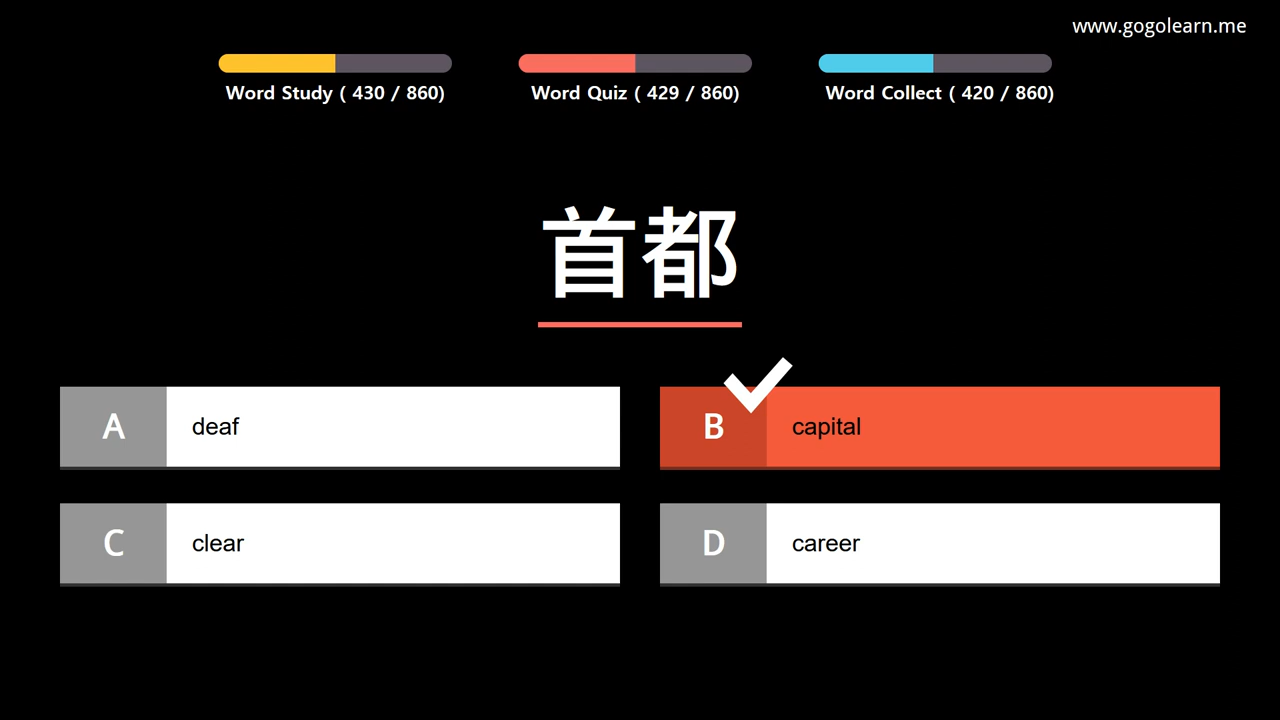 www.gogolearn.me
Word Study ( 430 / 860)
Word Quiz ( 429 / 860)
Word Collect ( 420 / 860)
首都
A deaf
B capital
C clear
D career